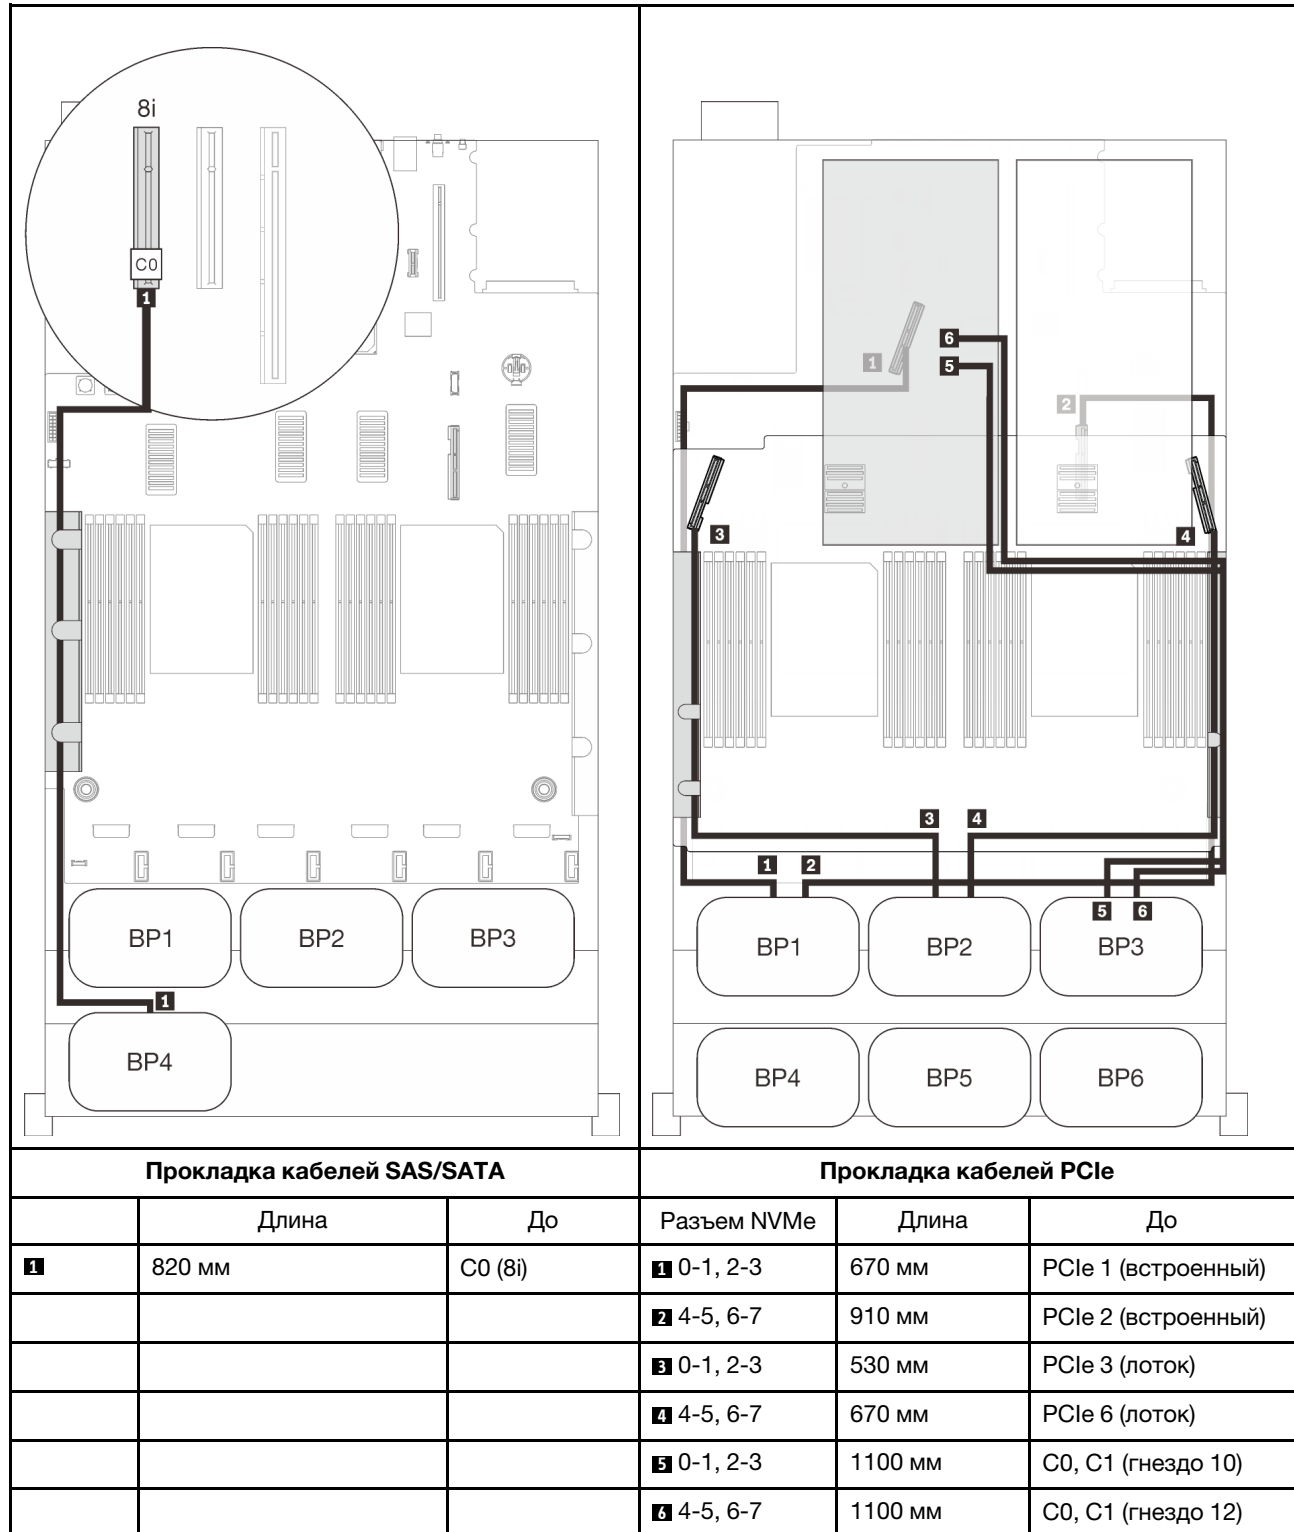 8i
C0
1
BP1
BP2
BP3
1
BP4
1
6
5
2
3
4
3
4
1
2
5
6
BP1
BP2
BP3
BP4
BP5
BP6
Прокладка кабелей SAS/SATA
Прокладка кабелей PCIe
Длина
До
Разъем NVMe
Длина
До
1
820 мм
C0 (8i)
1 0-1, 2-3
670 мм
PCIe 1 (встроенный)
2 4-5, 6-7
910 мм
PCIe 2 (встроенный)
3 0-1, 2-3
530 мм
PCIe 3 (лоток)
4 4-5, 6-7
670 мм
PCIe 6 (лоток)
5 0-1, 2-3
1100 мм
C0, C1 (гнездо 10)
6 4-5, 6-7
1100 мм
C0, C1 (гнездо 12)